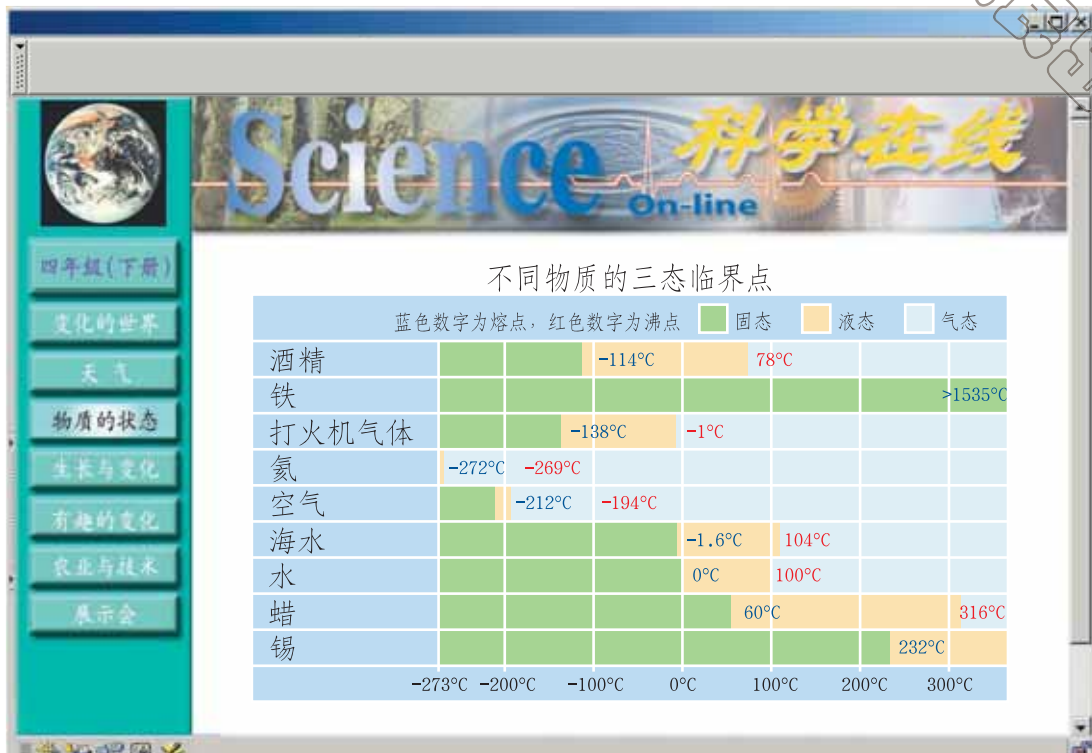 Science 科学在线
On-line
四年级(下册)
变化的世界
天气
物质的状态
生长与变化
有趣的变化
农业与技术
展示会
不同物质的三态临界点
蓝色数字为熔点，红色数字为沸点 固态 液态 气态
酒精 -114°C 78°C
铁 >1535°C
打火机气体 -138°C -1°C
氦 -272°C -269°C
空气 -212°C -194°C
海水 -1.6°C 104°C
水 0°C 100°C
蜡 60°C 316°C
锡 232°C
-273°C -200°C -100°C 0°C 100°C 200°C 300°C